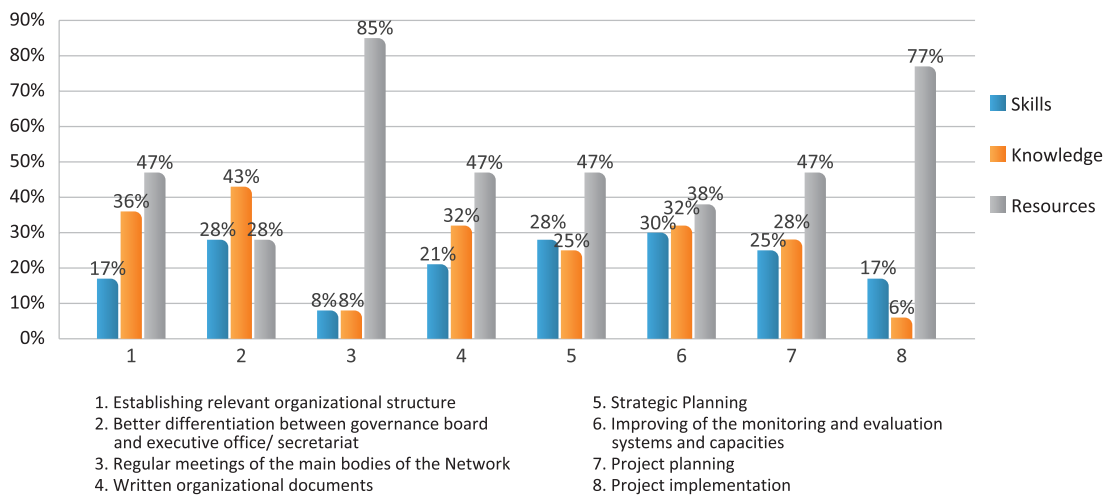 90%
80%
70%
60%
50%
40%
30%
20%
10%
0%
17% 36% 47%
28% 43% 28%
8% 8% 85%
21% 32% 47%
28% 25% 47%
30% 32% 38%
25% 28% 47%
17% 6% 77%
1 2 3 4 5 6 7 8
Skills
Knowledge
Resources
1. Establishing relevant organizational structure
2. Better differentiation between governance board
and executive office/ secretariat
3. Regular meetings of the main bodies of the Network
4. Written organizational documents
5. Strategic Planning
6. Improving of the monitoring and evaluation
systems and capacities
7. Project planning
8. Project implementation